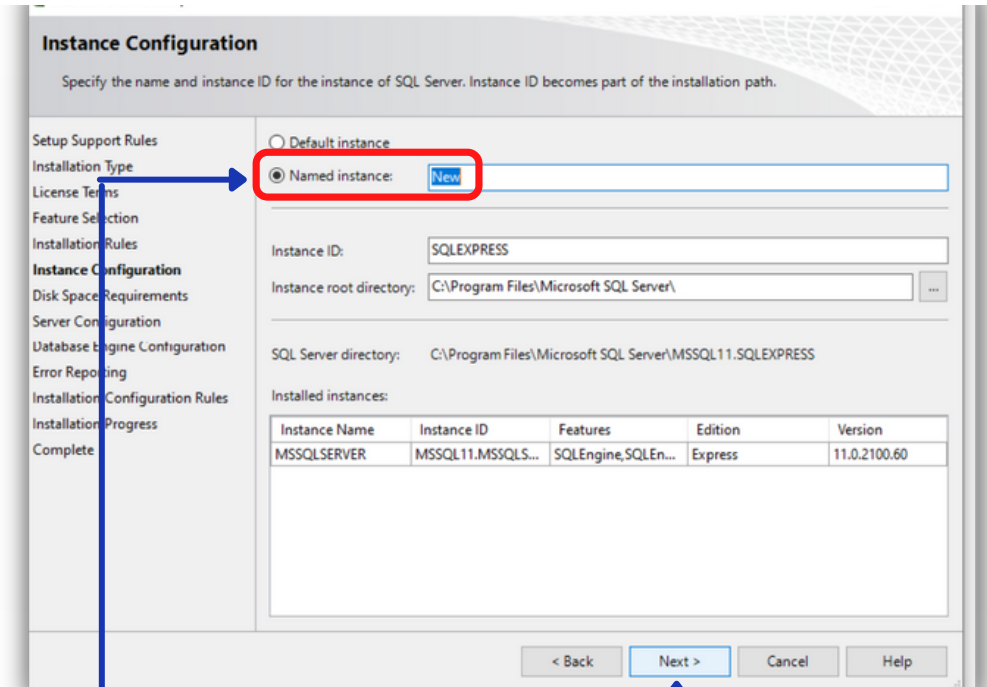 Instance Configuration
Specify the name and instance ID for the instance of SQL Server. Instance ID becomes part of the installation path.
Setup Support Rules
Installation Type
License Terms
Feature Selection
Installation Rules
Instance Configuration
Disk Space Requirements
Server Configuration
Database Engine Configuration
Error Reporting
Installation Configuration Rules
Installation Progress
Complete
Default instance
Named instance: New
Instance ID: SQLEXPRESS
Instance root directory: C:\Program Files\Microsoft SQL Server\ ...
SQL Server directory: C:\Program Files\Microsoft SQL Server\MSSQL11.SQLEXPRESS
Installed instances:
Instance Name Instance ID Features Edition Version
MSSQLSERVER MSSQL11.MSSQLS... SQLEngine,SQLEn... Express 11.0.2100.60
< Back Next > Cancel Help